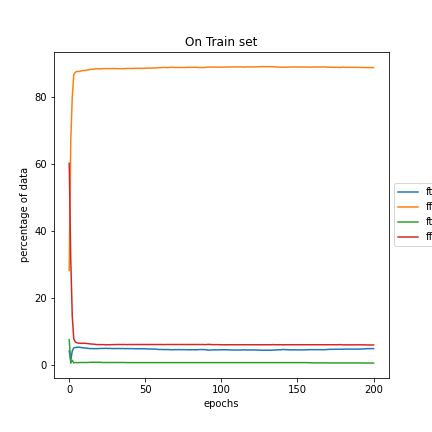 On Train set
percentage of data
80
60
40
20
0
0 50 100 150 200
epochs
ft
ff
ft
ff